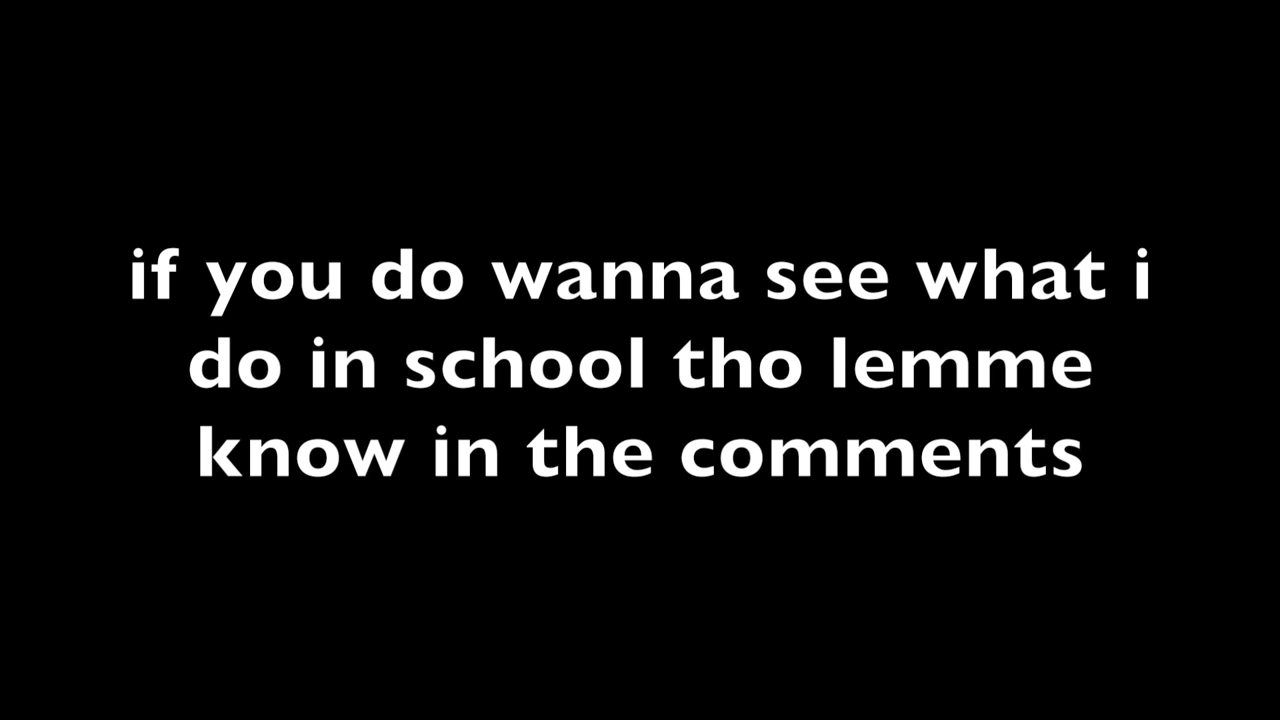 if you do wanna see what i
do in school tho lemme
know in the comments